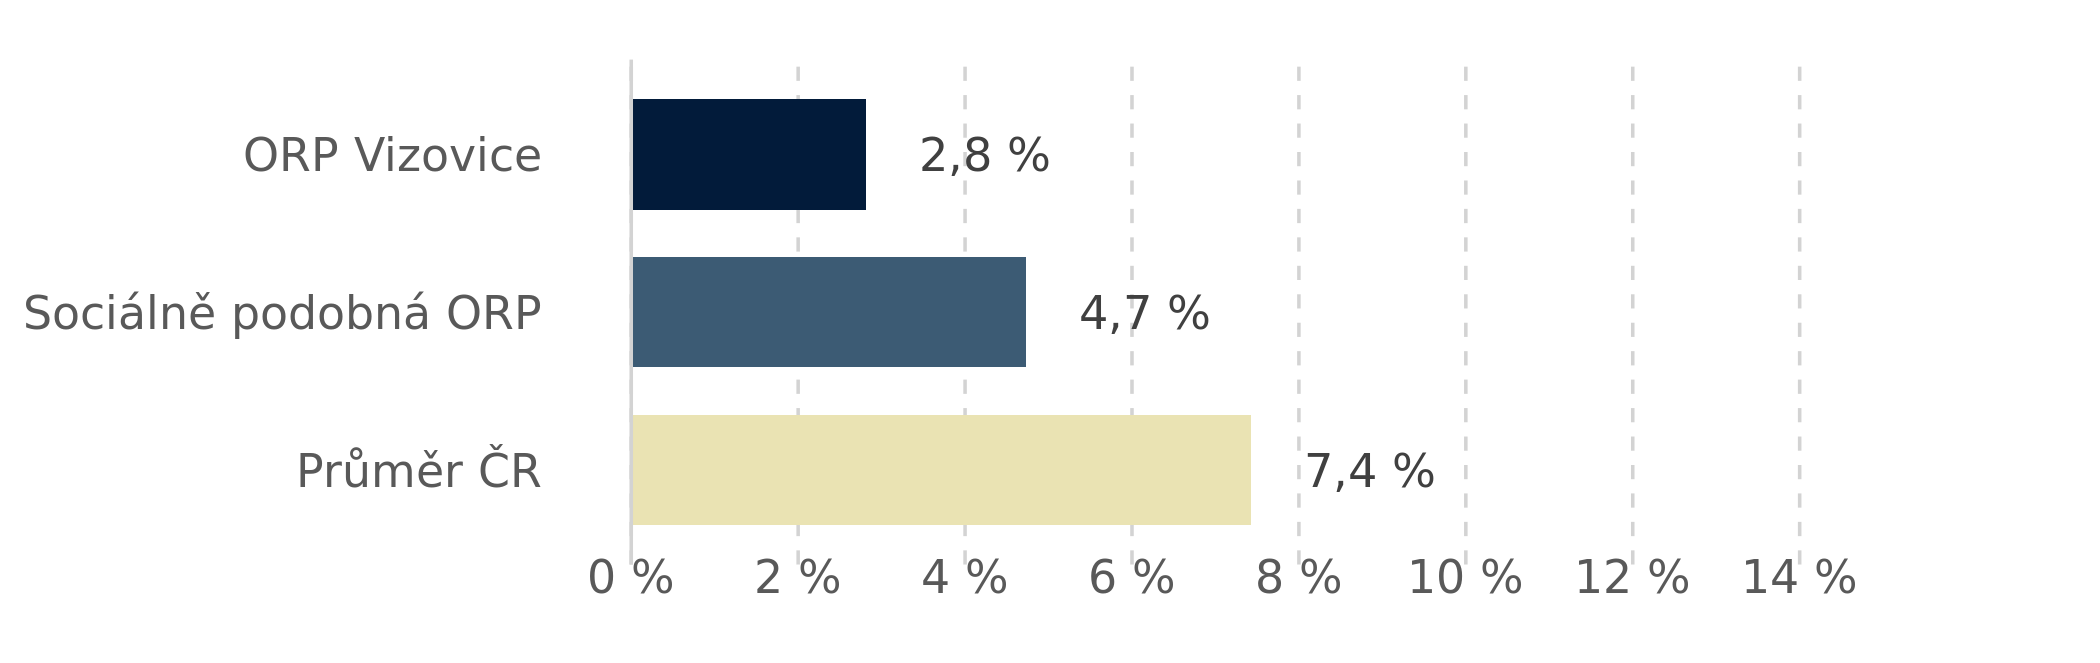 ORP Vizovice 2,8 %
Sociálně podobná ORP 4,7 %
Průměr ČR 7,4 %
0 % 2 % 4 % 6 % 8 % 10 % 12 % 14 %